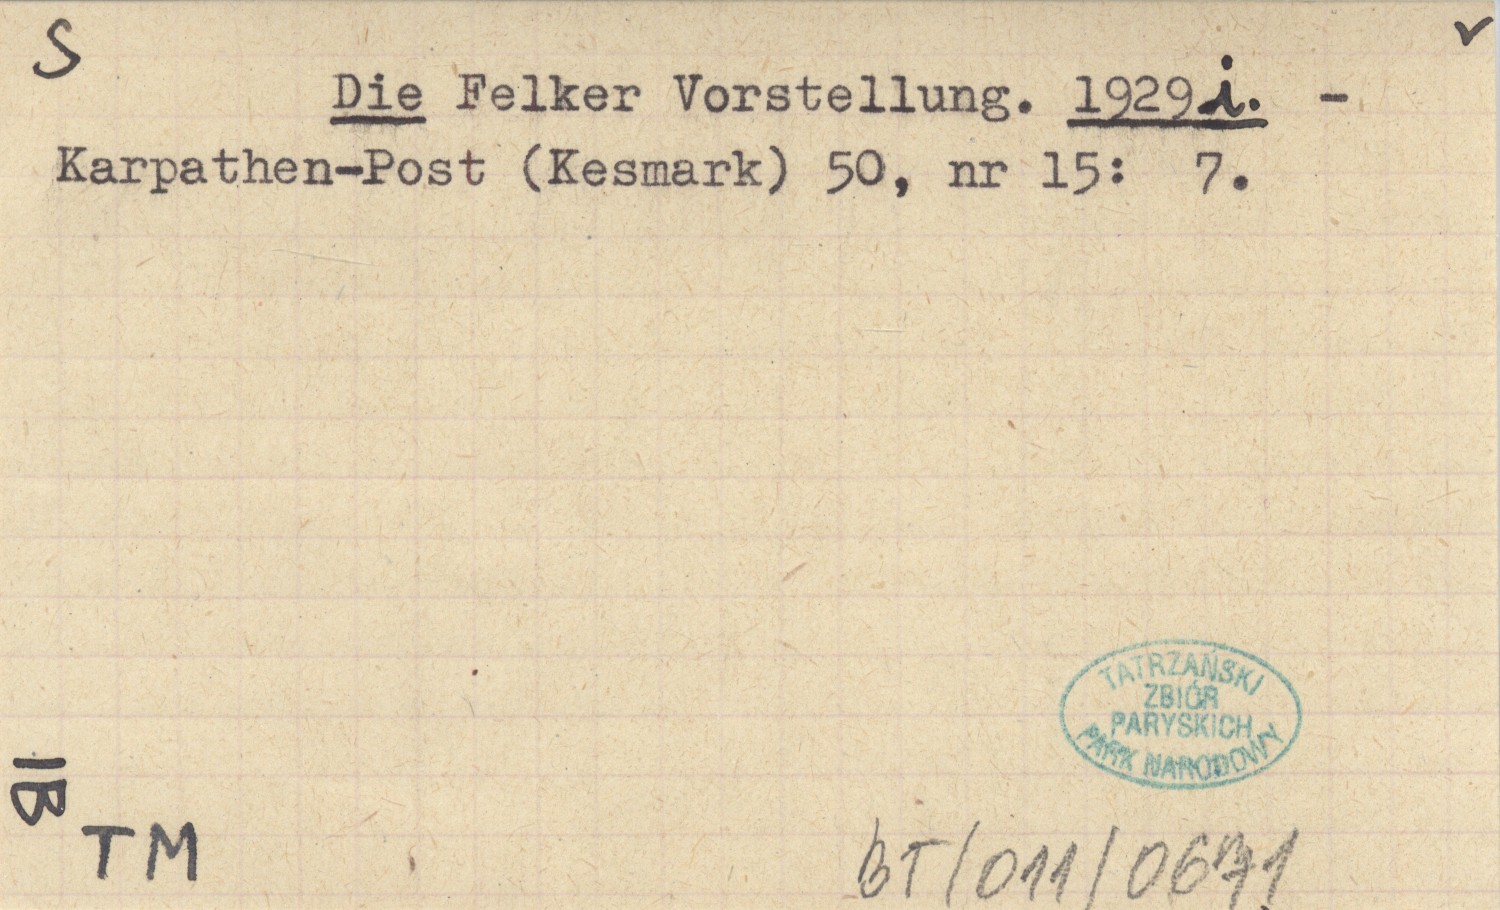 S
Die Felker Vorstellung. 1929 i. -
Karpathen-Post (Kesmark) 50, nr 15: 7.
TATRZAŃSKI
ZBIÓR
PARYSKICH
PARK NARODOWY
IB
TM
BT/011/0671